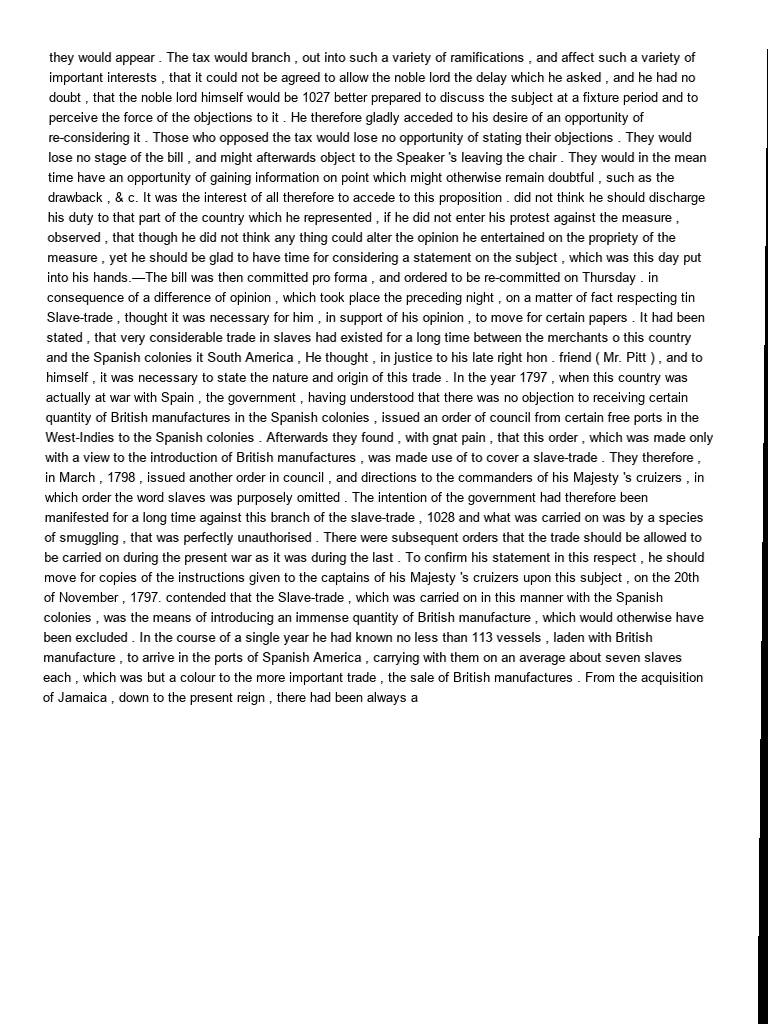 they would appear . The tax would branch , out into such a variety of ramifications , and affect such a variety of
important interests , that it could not be agreed to allow the noble lord the delay which he asked , and he had no
doubt , that the noble lord himself would be 1027 better prepared to discuss the subject at a fixture period and to
perceive the force of the objections to it . He therefore gladly acceded to his desire of an opportunity of
re-considering it . Those who opposed the tax would lose no opportunity of stating their objections . They would
lose no stage of the bill , and might afterwards object to the Speaker 's leaving the chair . They would in the mean
time have an opportunity of gaining information on point which might otherwise remain doubtful , such as the
drawback , & c. It was the interest of all therefore to accede to this proposition . did not think he should discharge
his duty to that part of the country which he represented , if he did not enter his protest against the measure ,
observed , that though he did not think any thing could alter the opinion he entertained on the propriety of the
measure , yet he should be glad to have time for considering a statement on the subject , which was this day put
into his hands.—The bill was then committed pro forma , and ordered to be re-committed on Thursday . in
consequence of a difference of opinion , which took place the preceding night , on a matter of fact respecting tin
Slave-trade , thought it was necessary for him , in support of his opinion , to move for certain papers . It had been
stated , that very considerable trade in slaves had existed for a long time between the merchants o this country
and the Spanish colonies it South America , He thought , in justice to his late right hon . friend ( Mr. Pitt ) , and to
himself , it was necessary to state the nature and origin of this trade . In the year 1797 , when this country was
actually at war with Spain , the government , having understood that there was no objection to receiving certain
quantity of British manufactures in the Spanish colonies , issued an order of council from certain free ports in the
West-Indies to the Spanish colonies . Afterwards they found , with gnat pain , that this order , which was made only
with a view to the introduction of British manufactures , was made use of to cover a slave-trade . They therefore ,
in March , 1798 , issued another order in council , and directions to the commanders of his Majesty 's cruizers , in
which order the word slaves was purposely omitted . The intention of the government had therefore been
manifested for a long time against this branch of the slave-trade , 1028 and what was carried on was by a species
of smuggling , that was perfectly unauthorised . There were subsequent orders that the trade should be allowed to
be carried on during the present war as it was during the last . To confirm his statement in this respect , he should
move for copies of the instructions given to the captains of his Majesty 's cruizers upon this subject , on the 20th
of November , 1797. contended that the Slave-trade , which was carried on in this manner with the Spanish
colonies , was the means of introducing an immense quantity of British manufacture , which would otherwise have
been excluded . In the course of a single year he had known no less than 113 vessels , laden with British
manufacture , to arrive in the ports of Spanish America , carrying with them on an average about seven slaves
each , which was but a colour to the more important trade , the sale of British manufactures . From the acquisition
of Jamaica , down to the present reign , there had been always a